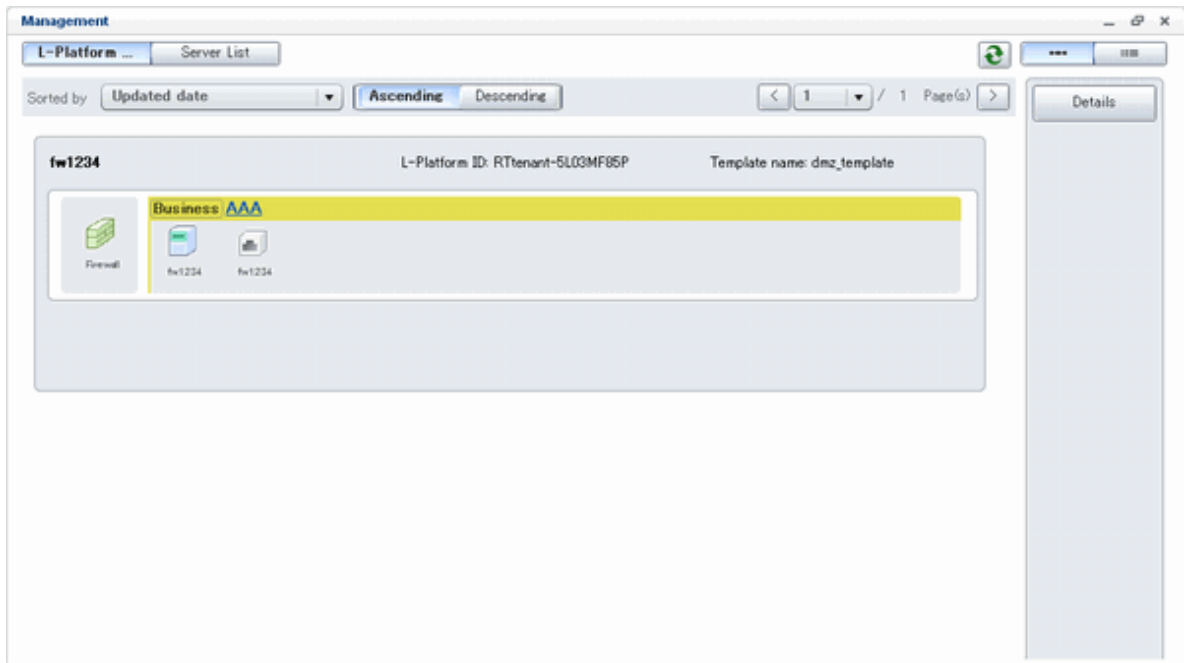 Management
L-Platform ... Server List
Sorted by Updated date Ascending Descending < 1 / 1 Page(s) > Details
fw1234 L-Platform ID: RTtenant-5L03MF85P Template name: dmz_template
Business AAA
Firewall fw1234 fw1234